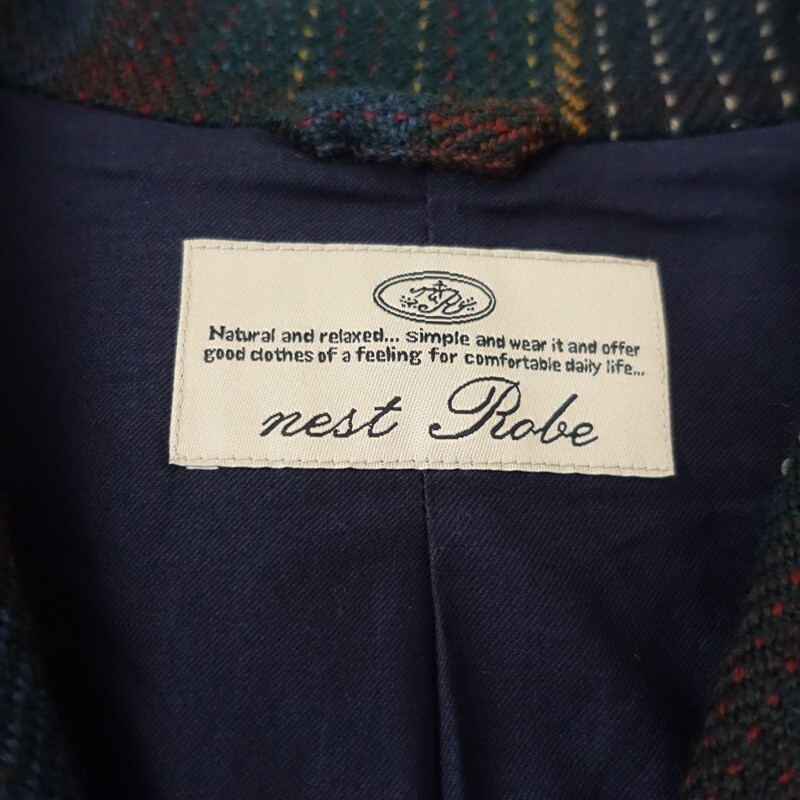 Natural and relaxed... simple and wear it and offer
good clothes of a feeling for comfortable daily life...
nest Robe